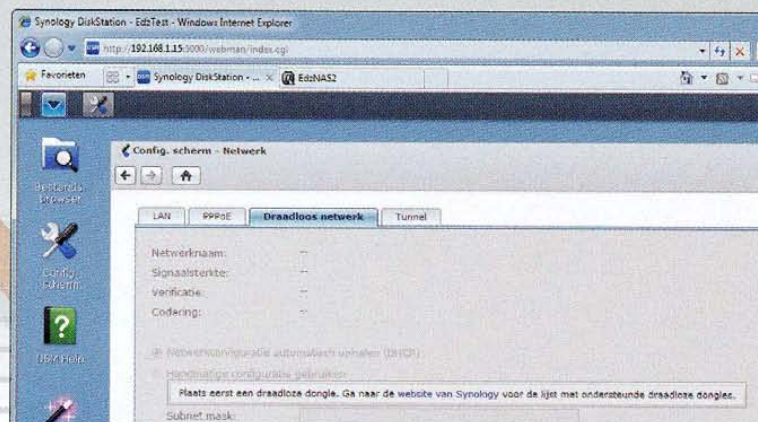 Synology DiskStation - EdzTest - Windows Internet Explorer
http://192.168.1.15:5000/webman/index.cgi
Favorieten
Synology DiskStation - ...
EdzNAS2
Config. scherm - Netwerk
Bestands browser
LAN PPPoE Draadloos netwerk Tunnel
Netwerknaam: --
Signaalsterkte: --
Config. scherm
Verificatie: --
Codering: --
DSM Help
Netwerkconfiguratie automatisch ophalen (DHCP)
Handmatige configuratie gebruiken
Plaats eerst een draadloze dongle. Ga naar de website van Synology voor de lijst met ondersteunde draadloze dongles.
Subnet mask: